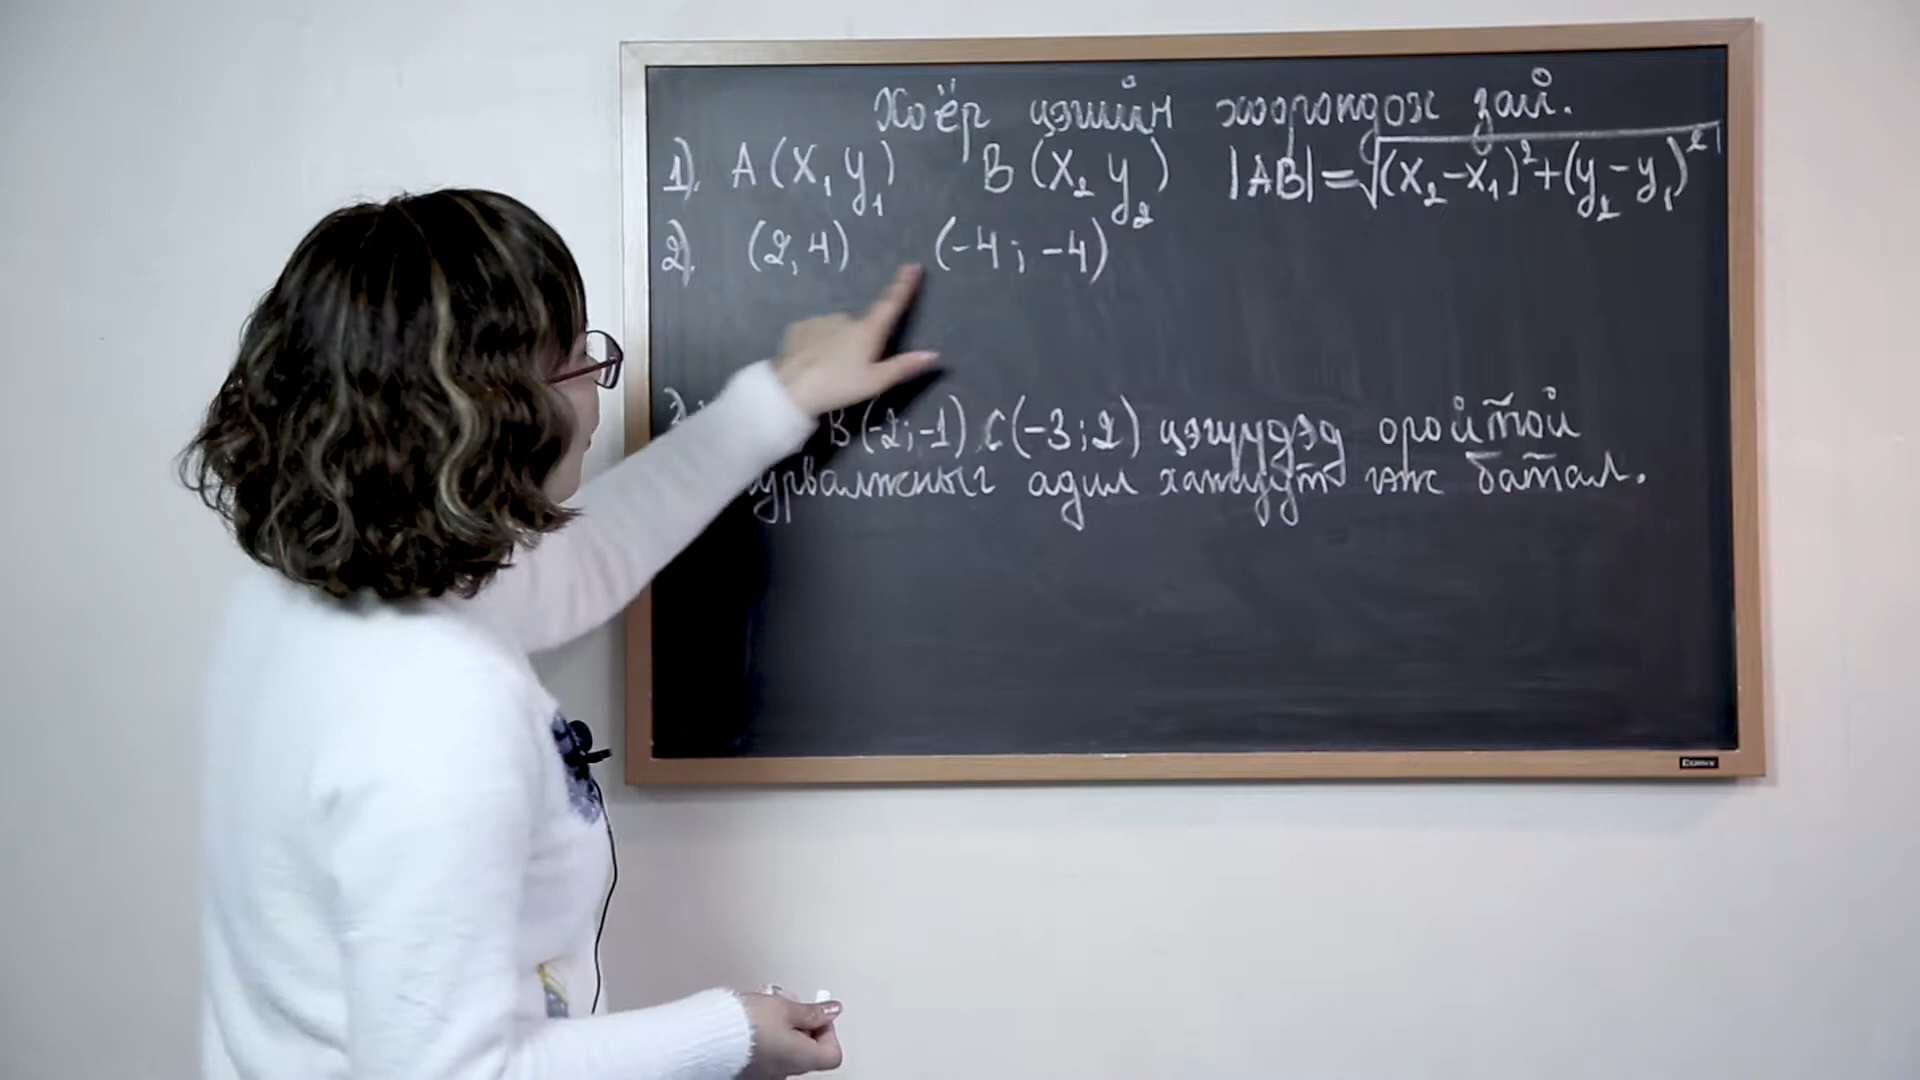 Хоёр цэгийн хоорондох зай.
1). A(x₁ y₁) B(x₂ y₂) |AB|=√(x₂-x₁)²+(y₂-y₁)²
2). (2,4) (-4; -4)
B(-2;-1) C(-3;2) цэгүүдэд оройтой
гурвалжныг адил хажуут гэж батал.